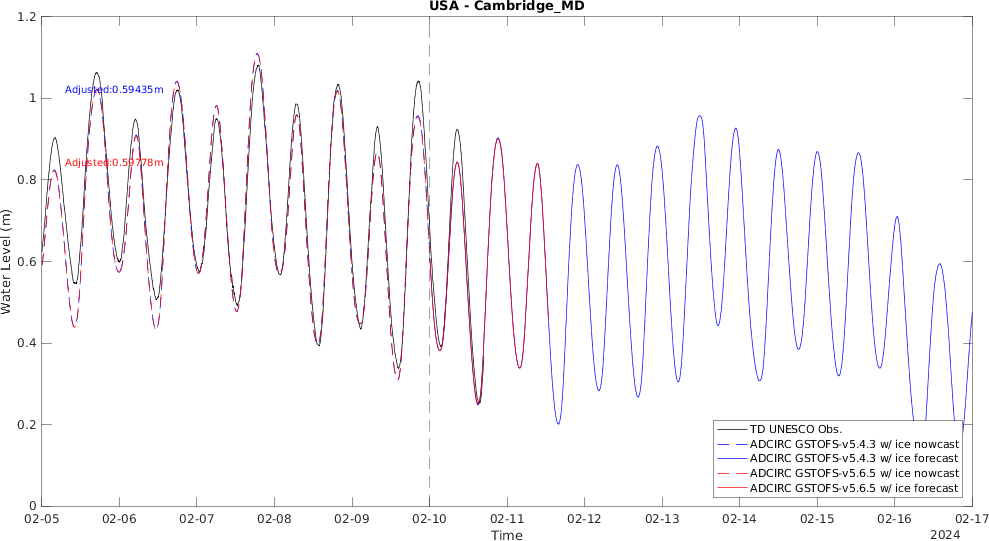 USA - Cambridge_MD
1.2
1
0.8
0.6
0.4
0.2
0
Water Level (m)
Adjusted:0.59435m
Adjusted:0.59778m
TD UNESCO Obs.
ADCIRC GSTOFS-v5.4.3 w/ ice nowcast
ADCIRC GSTOFS-v5.4.3 w/ ice forecast
ADCIRC GSTOFS-v5.6.5 w/ ice nowcast
ADCIRC GSTOFS-v5.6.5 w/ ice forecast
02-05 02-06 02-07 02-08 02-09 02-10 02-11 02-12 02-13 02-14 02-15 02-16 02-17
Time
2024